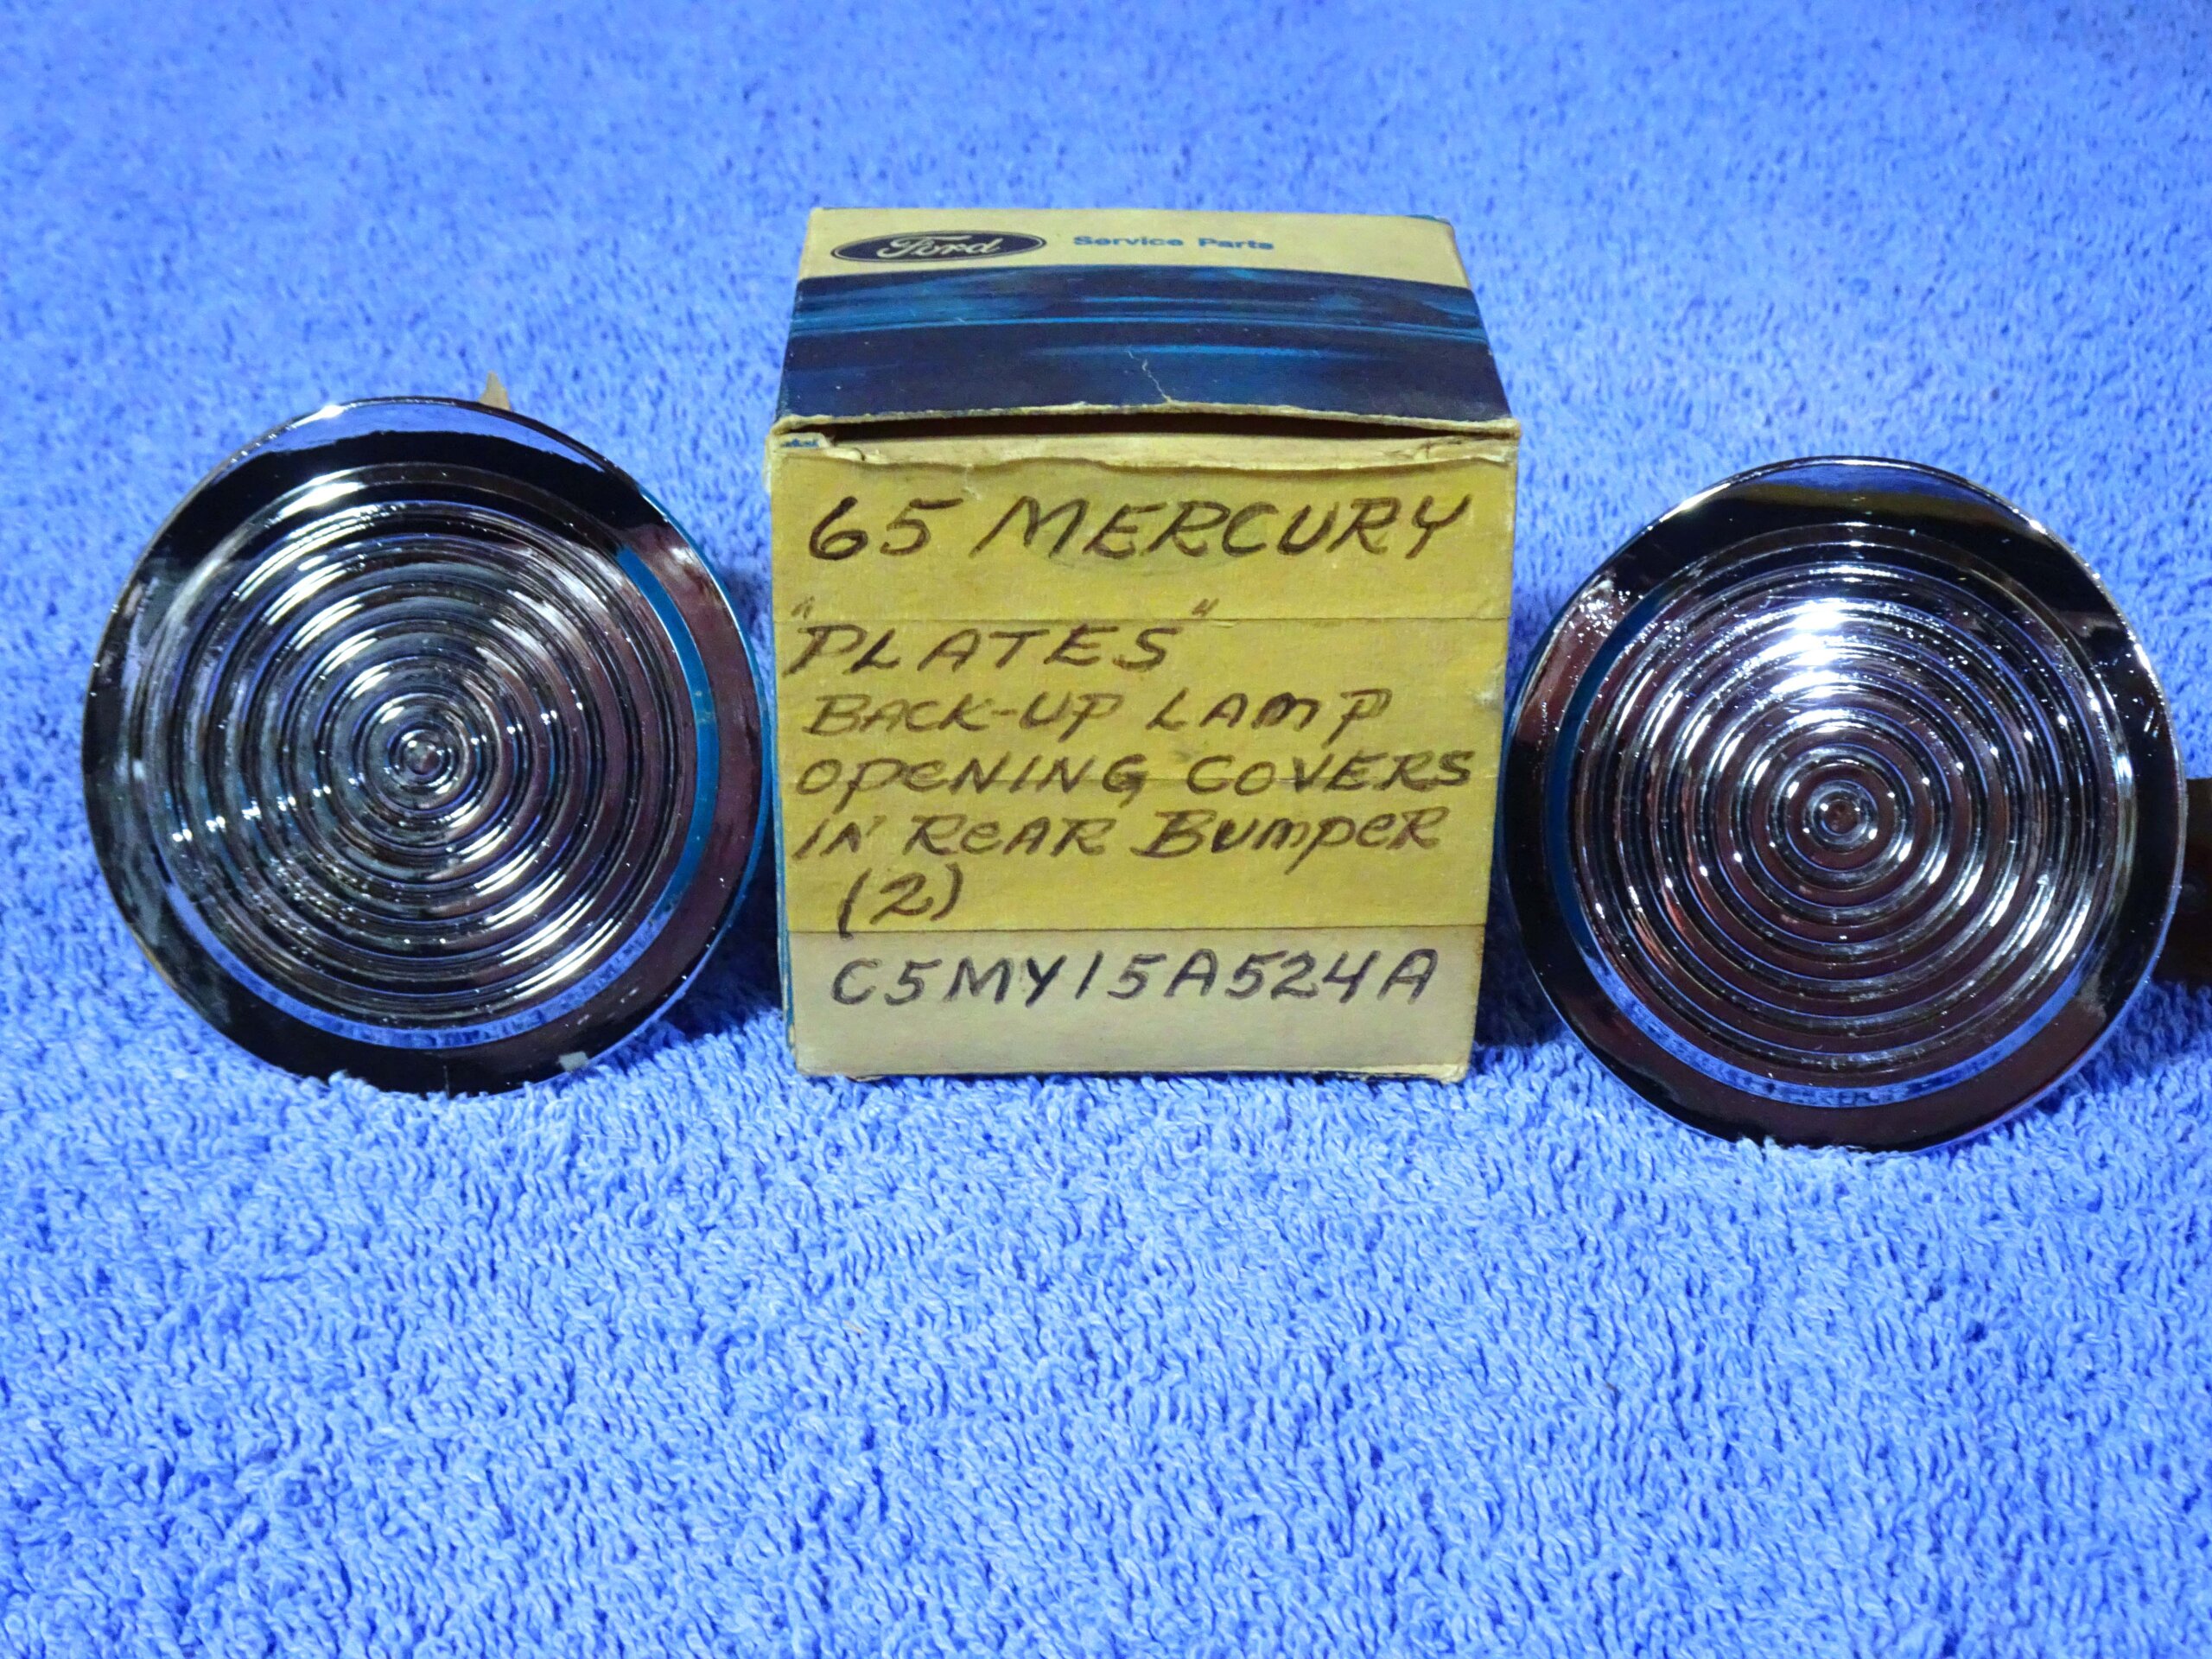 Ford Service Parts
65 MERCURY
"PLATES"
BACK-UP LAMP
OPENING COVERS
IN REAR BUMPER
(2)
C5MY15A524A